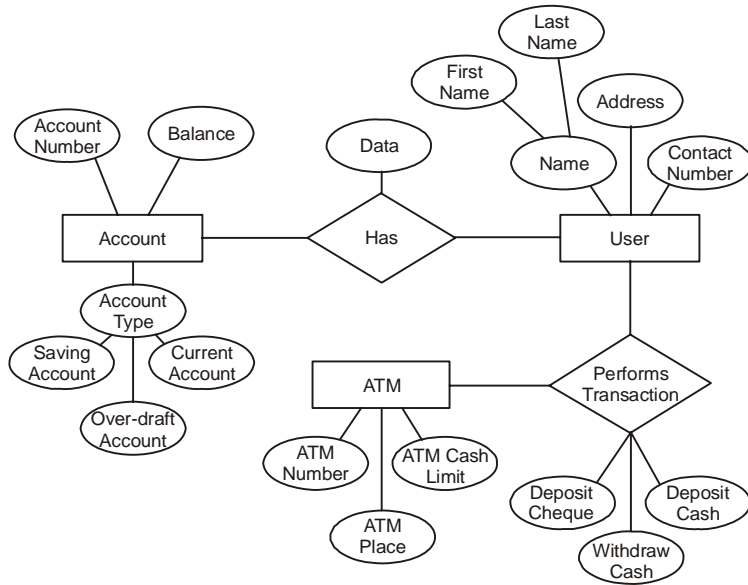 Last
Name
First
Name
Address
Account
Number
Balance
Data
Name
Contact
Number
Account
Has
User
Account
Type
Saving
Account
Current
Account
Over-draft
Account
ATM
Performs
Transaction
ATM
Number
ATM Cash
Limit
ATM
Place
Deposit
Cheque
Deposit
Cash
Withdraw
Cash